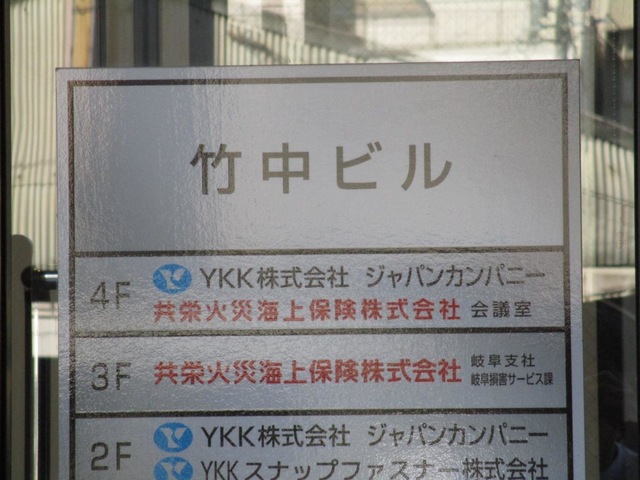 竹中ビル
4F YKK株式会社 ジャパンカンパニー
共栄火災海上保険株式会社 会議室
3F 共栄火災海上保険株式会社 岐阜支社
岐阜損害サービス課
2F YKK株式会社 ジャパンカンパニー
YKKスナップファスナー株式会社